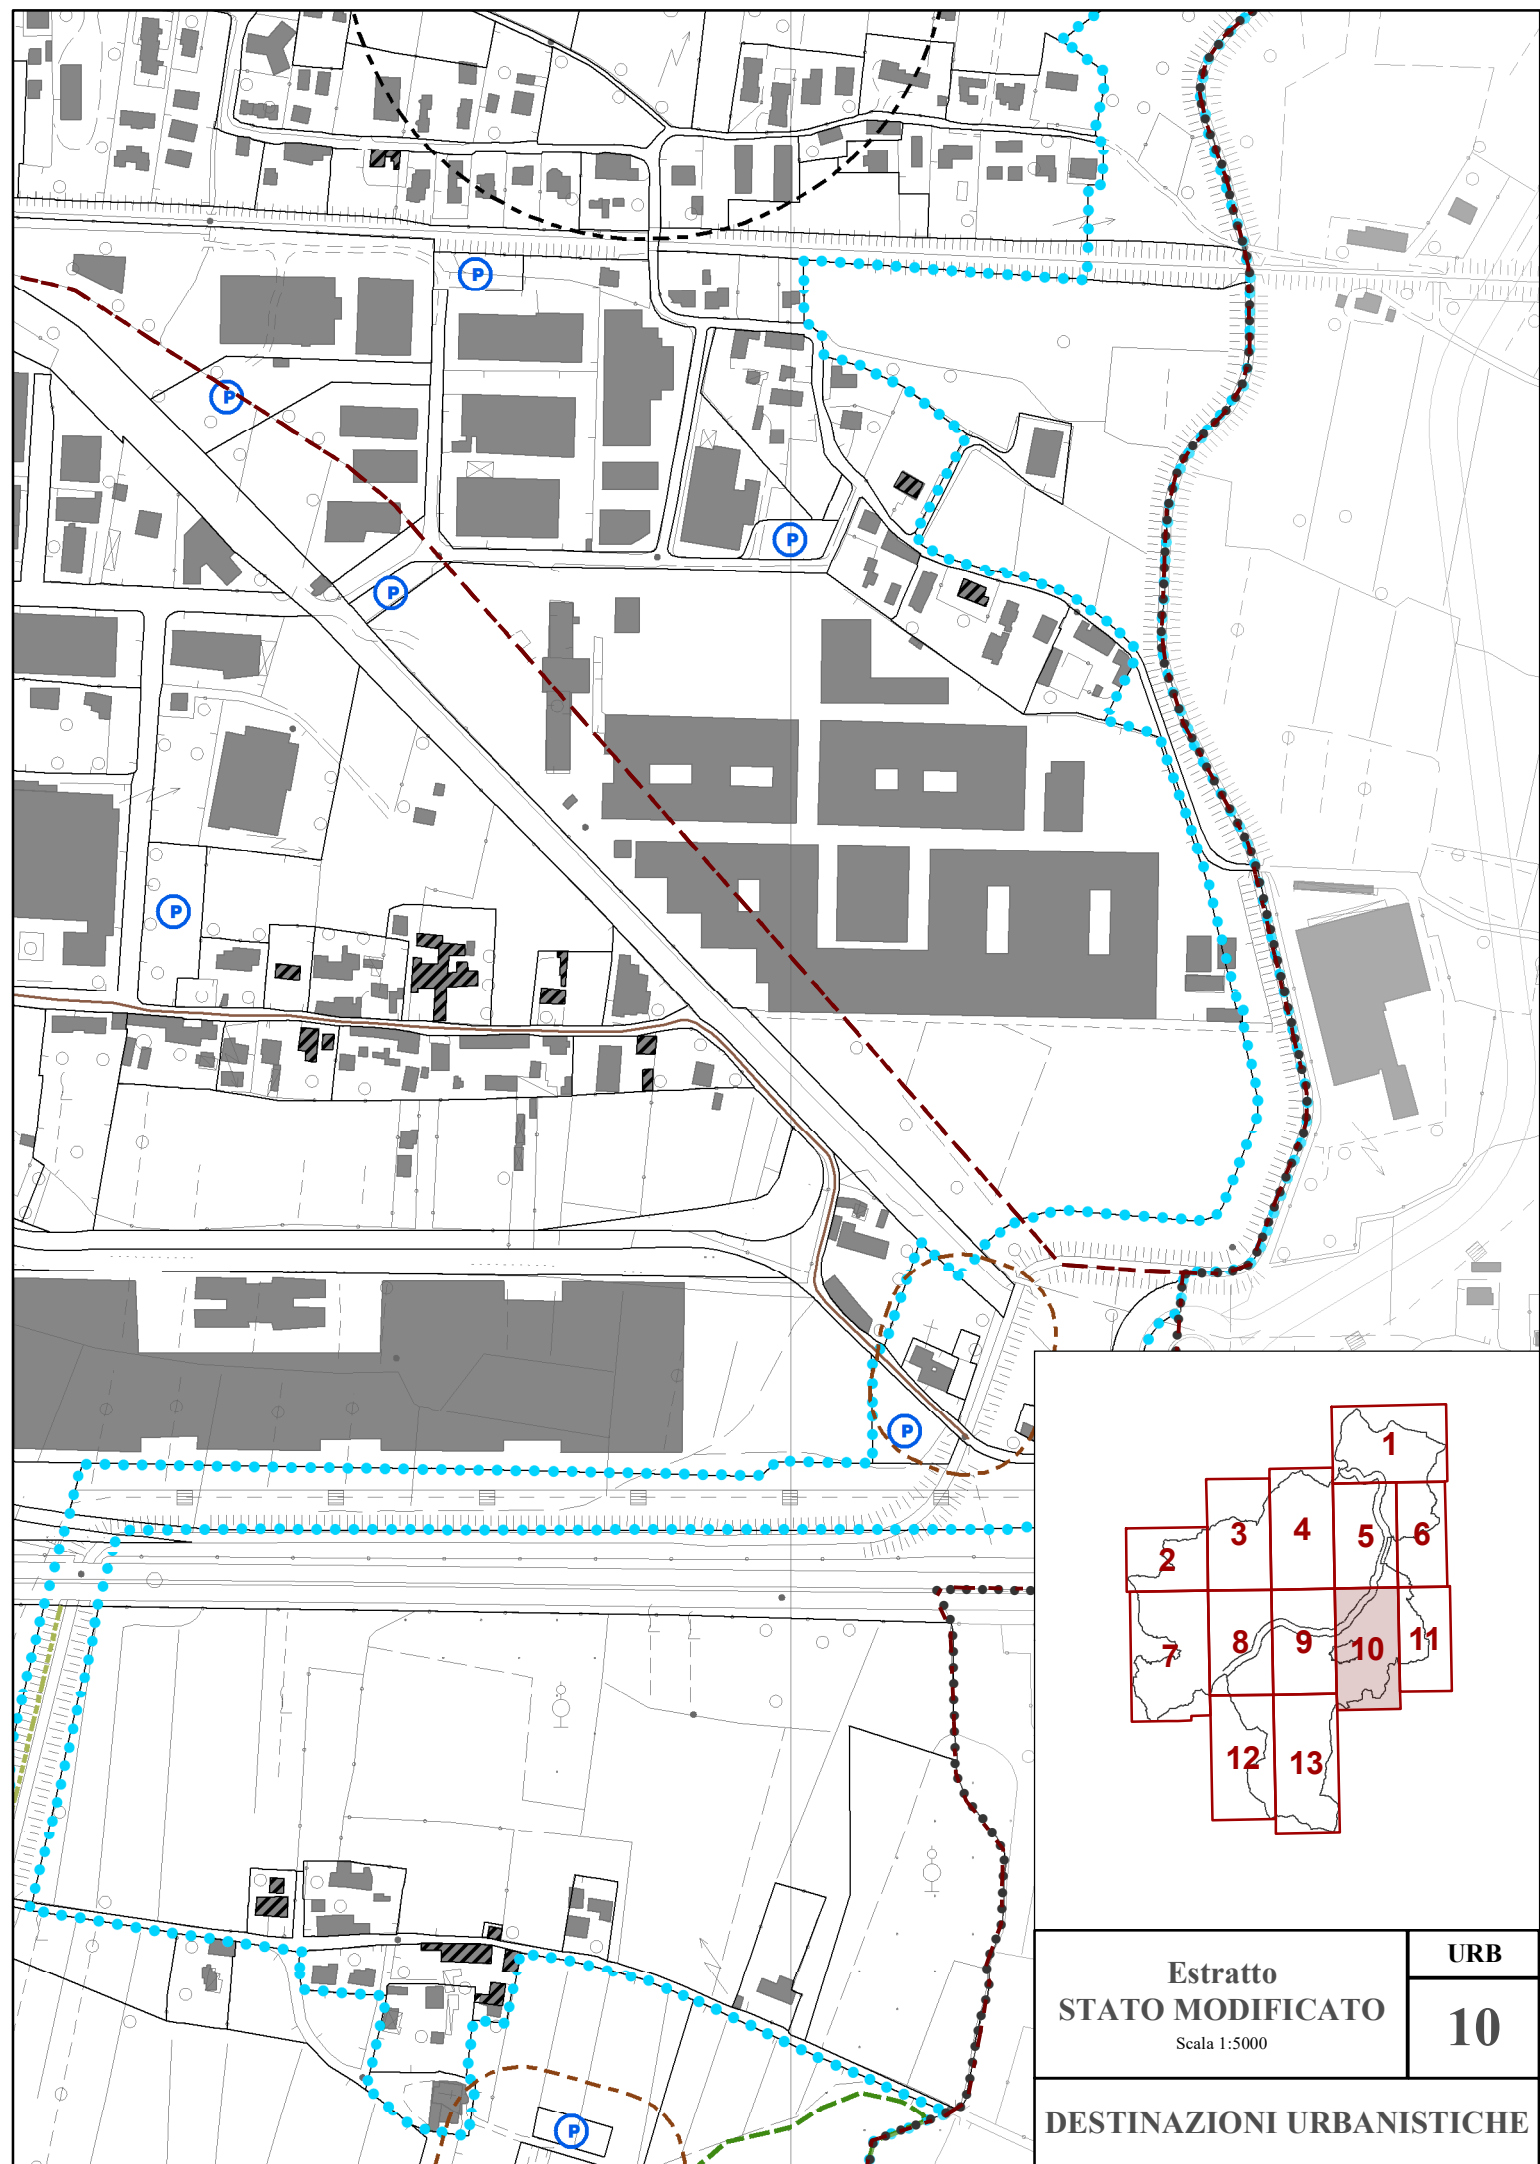 P
P
P
P
P
P
1
3
4
5
6
2
7
8
9
10
11
12
13
Estratto
STATO MODIFICATO
Scala 1:5000
URB
10
DESTINAZIONI URBANISTICHE
P